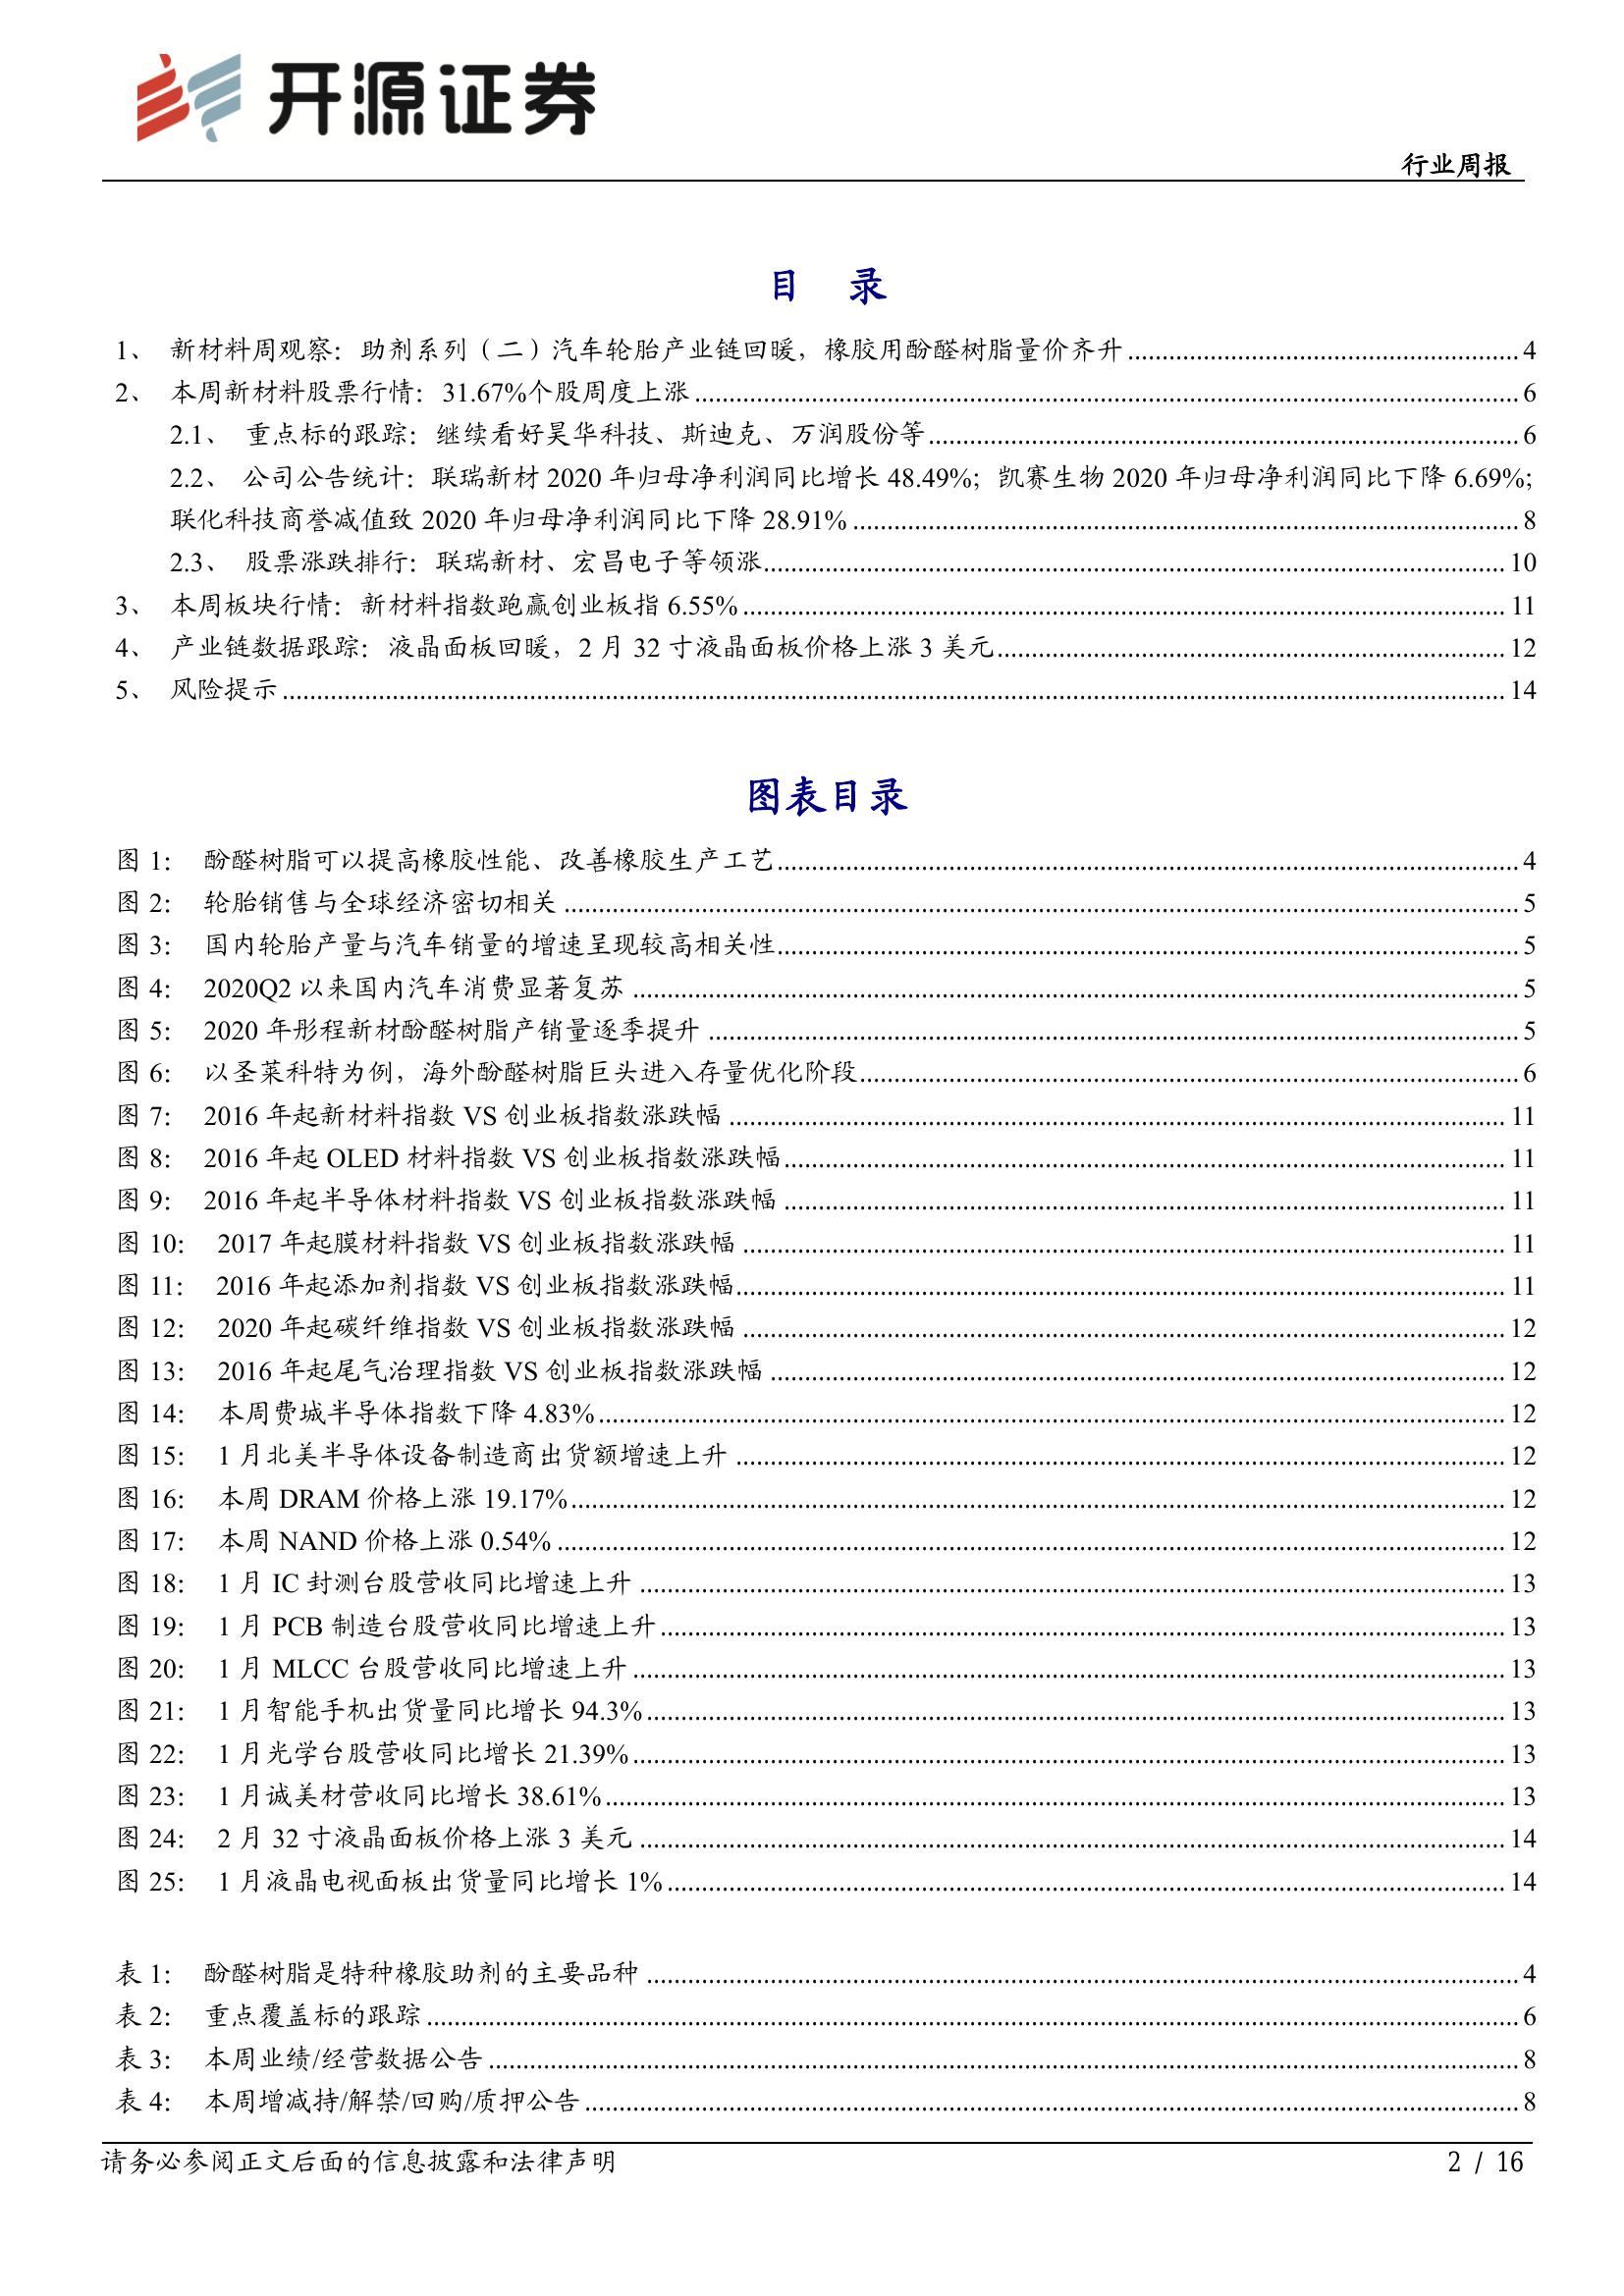 开源证券
行业周报
目 录
1、 新材料周观察：助剂系列（二）汽车轮胎产业链回暖，橡胶用酚醛树脂量价齐升 4
2、 本周新材料股票行情：31.67%个股周度上涨 6
2.1、 重点标的跟踪：继续看好昊华科技、斯迪克、万润股份等 6
2.2、 公司公告统计：联瑞新材 2020 年归母净利润同比增长 48.49%；凯赛生物 2020 年归母净利润同比下降 6.69%；
联化科技商誉减值致 2020 年归母净利润同比下降 28.91% 8
2.3、 股票涨跌排行：联瑞新材、宏昌电子等领涨 10
3、 本周板块行情：新材料指数跑赢创业板指 6.55% 11
4、 产业链数据跟踪：液晶面板回暖，2 月 32 寸液晶面板价格上涨 3 美元 12
5、 风险提示 14
图表目录
图 1： 酚醛树脂可以提高橡胶性能、改善橡胶生产工艺 4
图 2： 轮胎销售与全球经济密切相关 5
图 3： 国内轮胎产量与汽车销量的增速呈现较高相关性 5
图 4： 2020Q2 以来国内汽车消费显著复苏 5
图 5： 2020 年彤程新材酚醛树脂产销量逐季提升 5
图 6： 以圣莱科特为例，海外酚醛树脂巨头进入存量优化阶段 6
图 7： 2016 年起新材料指数 VS 创业板指数涨跌幅 11
图 8： 2016 年起 OLED 材料指数 VS 创业板指数涨跌幅 11
图 9： 2016 年起半导体材料指数 VS 创业板指数涨跌幅 11
图 10： 2017 年起膜材料指数 VS 创业板指数涨跌幅 11
图 11： 2016 年起添加剂指数 VS 创业板指数涨跌幅 11
图 12： 2020 年起碳纤维指数 VS 创业板指数涨跌幅 12
图 13： 2016 年起尾气治理指数 VS 创业板指数涨跌幅 12
图 14： 本周费城半导体指数下降 4.83% 12
图 15： 1 月北美半导体设备制造商出货额增速上升 12
图 16： 本周 DRAM 价格上涨 19.17% 12
图 17： 本周 NAND 价格上涨 0.54% 12
图 18： 1 月 IC 封测台股营收同比增速上升 13
图 19： 1 月 PCB 制造台股营收同比增速上升 13
图 20： 1 月 MLCC 台股营收同比增速上升 13
图 21： 1 月智能手机出货量同比增长 94.3% 13
图 22： 1 月光学台股营收同比增长 21.39% 13
图 23： 1 月诚美材营收同比增长 38.61% 13
图 24： 2 月 32 寸液晶面板价格上涨 3 美元 14
图 25： 1 月液晶电视面板出货量同比增长 1% 14
表 1： 酚醛树脂是特种橡胶助剂的主要品种 4
表 2： 重点覆盖标的跟踪 6
表 3： 本周业绩/经营数据公告 8
表 4： 本周增减持/解禁/回购/质押公告 8
请务必参阅正文后面的信息披露和法律声明
2 / 16